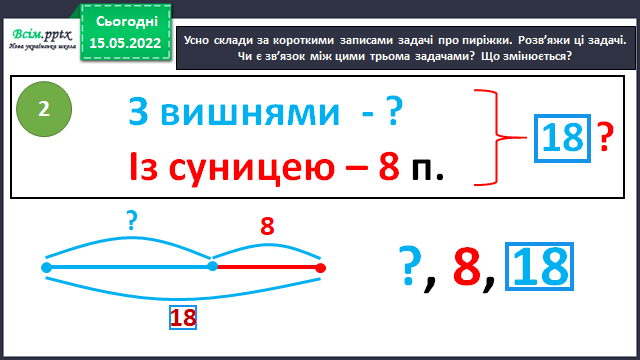 Всім.pptx
Нова українська школа
Сьогодні
15.05.2022
Усно склади за короткими записами задачі про пиріжки. Розв’яжи ці задачі.
Чи є зв’язок між цими трьома задачами? Що змінюється?
2
З вишнями - ?
Із суницею – 8 п.
18 ?
? 8
18
?, 8, 18